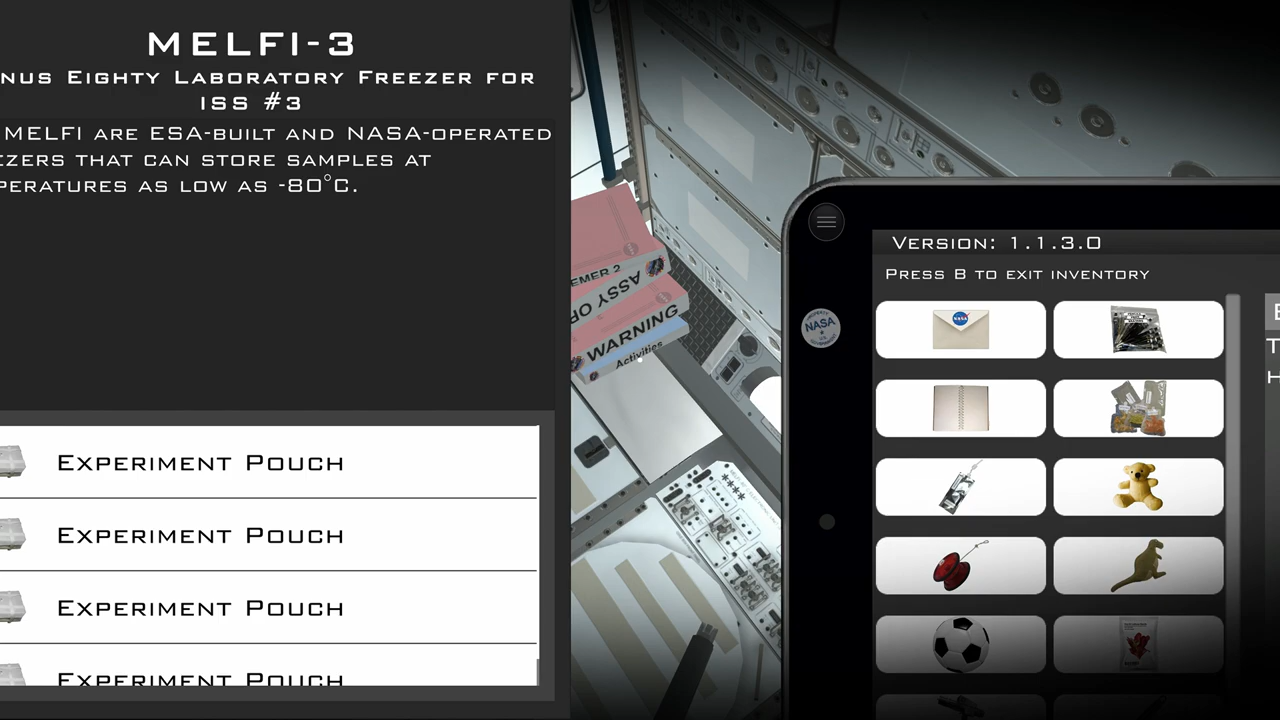 MELFI-3
NUS EIGHTY LABORATORY FREEZER FOR
ISS #3
MELFI ARE ESA-BUILT AND NASA-OPERATED
EZERS THAT CAN STORE SAMPLES AT
PERATURES AS LOW AS -80°C.
EXPERIMENT POUCH
EXPERIMENT POUCH
EXPERIMENT POUCH
EXPERIMENT POUCH
EMER 2
ASSY OP
WARNING
Activities
VERSION: 1.1.3.0
PRESS B TO EXIT INVENTORY
NASA
NASA